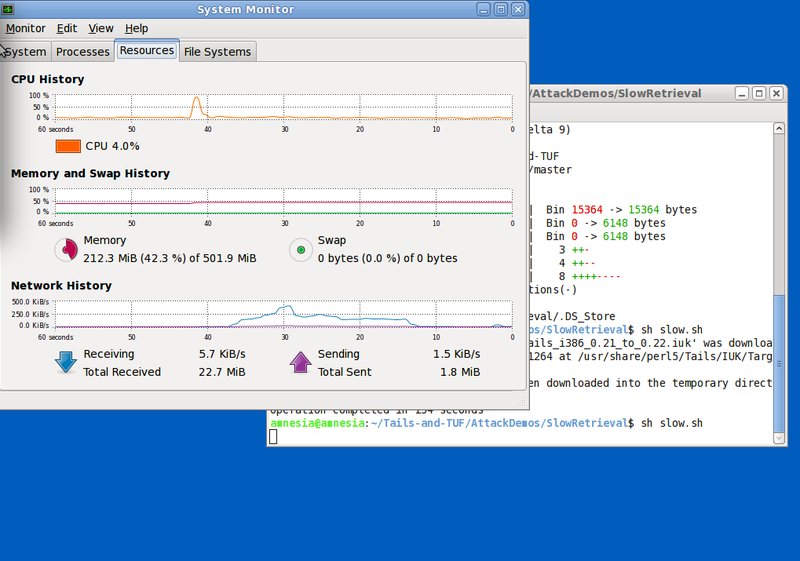 System Monitor
Monitor Edit View Help
System Processes Resources File Systems
CPU History
100 %
50 %
0 %
60 seconds 50 40 30 20 10 0
CPU 4.0%
Memory and Swap History
100 %
50 %
0 %
60 seconds 50 40 30 20 10 0
Memory
212.3 MiB (42.3 %) of 501.9 MiB
Swap
0 bytes (0.0 %) of 0 bytes
Network History
500.0 KiB/s
250.0 KiB/s
0.0 KiB/s
60 seconds 50 40 30 20 10 0
Receiving 5.7 KiB/s
Total Received 22.7 MiB
Sending 1.5 KiB/s
Total Sent 1.8 MiB
/AttackDemos/SlowRetrieval
elta 9)
d-TUF
/master
| Bin 15364 -> 15364 bytes
| Bin 0 -> 6148 bytes
| Bin 0 -> 6148 bytes
| 3 ++-
| 4 ++--
| 8 ++++----
tions(-)
eval/.DS_Store
os/SlowRetrieval$ sh slow.sh
ails_i386_0.21_to_0.22.iuk' was downloa
1264 at /usr/share/perl5/Tails/IUK/Targ
en downloaded into the temporary direct
operation completed in 154 seconds
amnesia@amnesia:~/Tails-and-TUF/AttackDemos/SlowRetrieval$ sh slow.sh